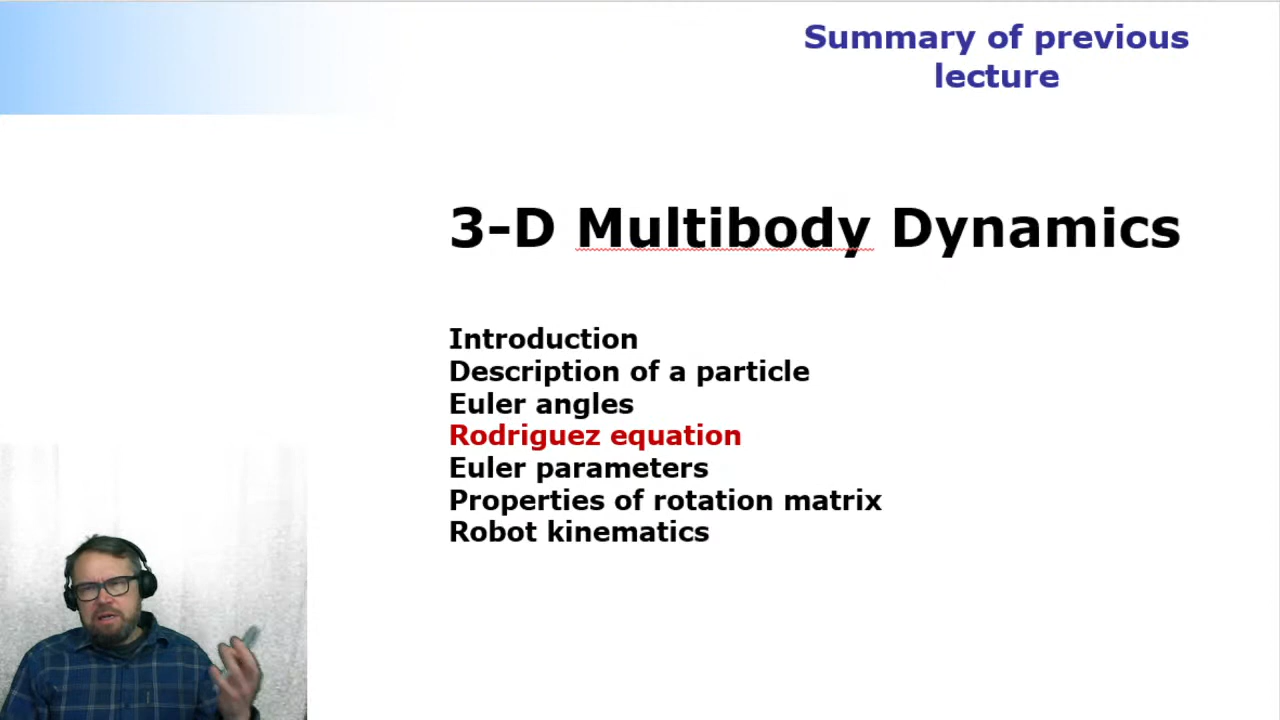 Summary of previous
lecture
3-D Multibody Dynamics
Introduction
Description of a particle
Euler angles
Rodriguez equation
Euler parameters
Properties of rotation matrix
Robot kinematics